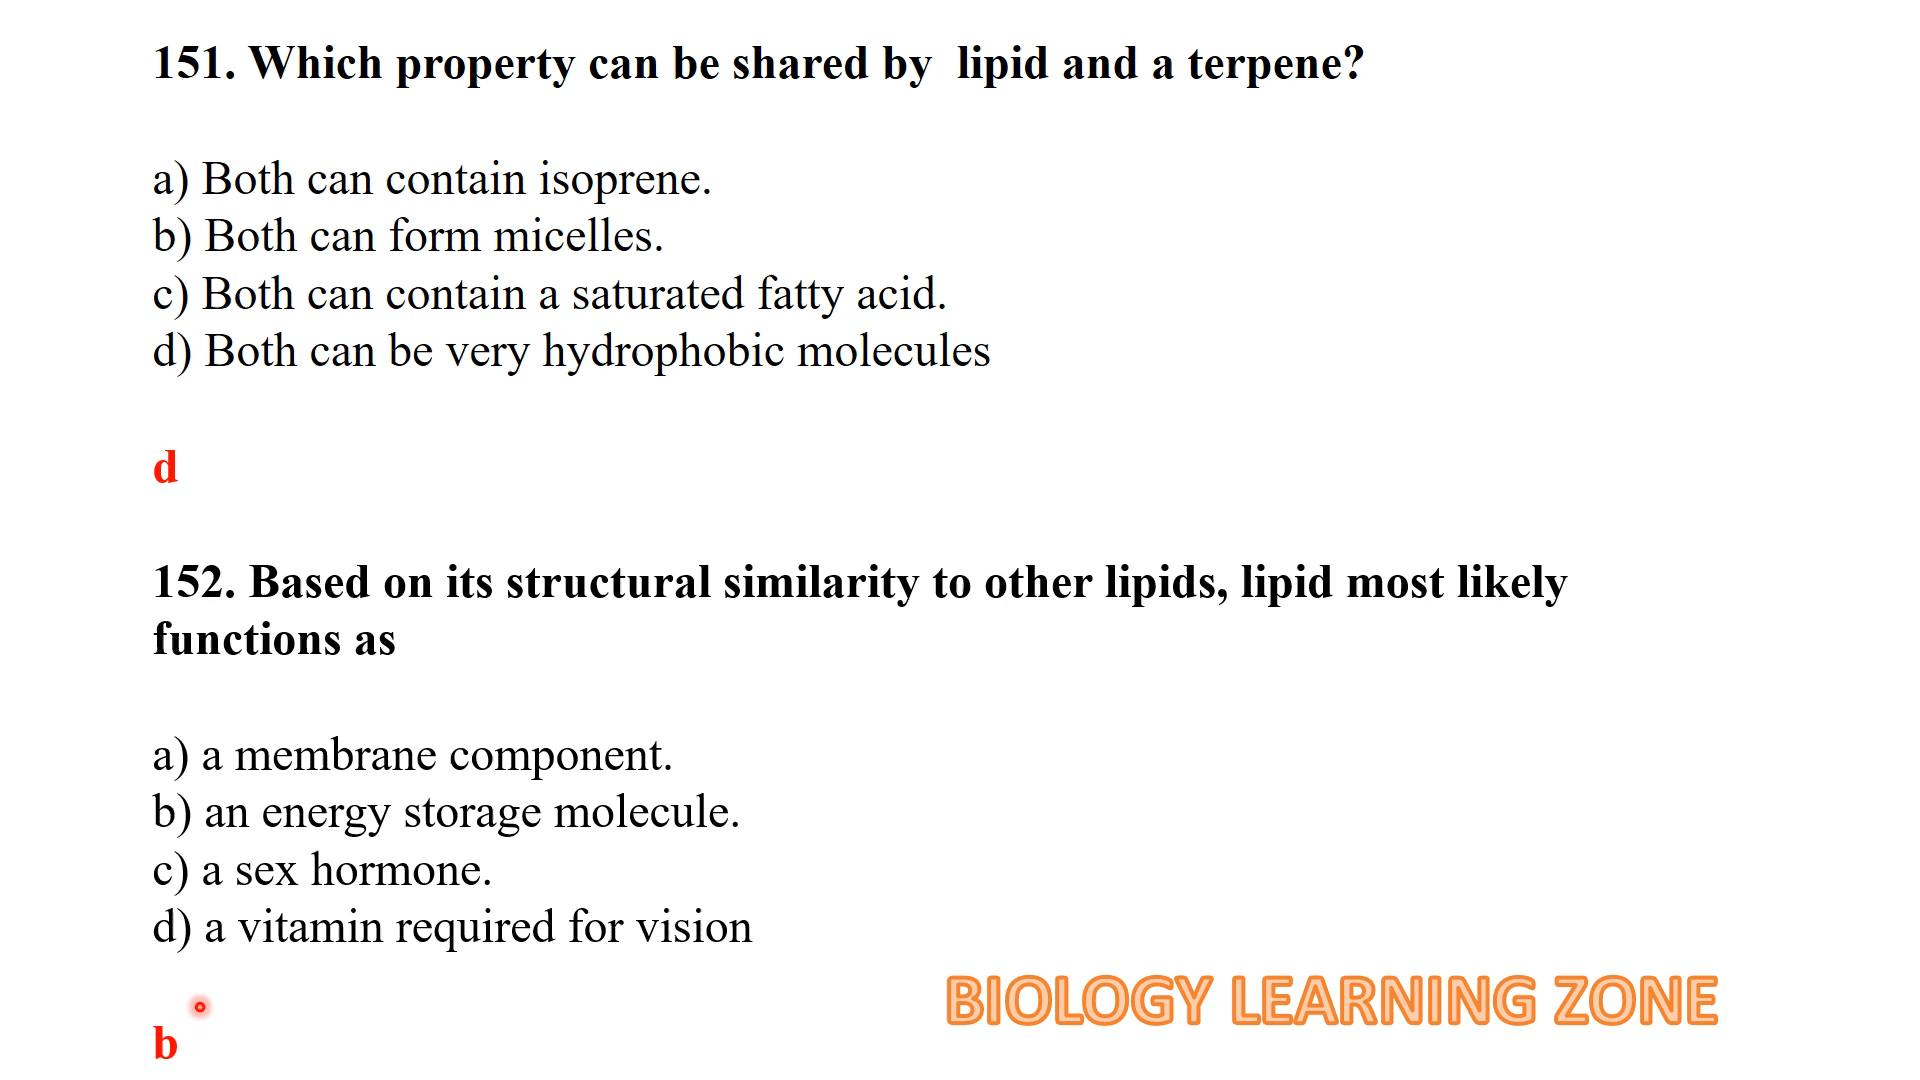 151. Which property can be shared by  lipid and a terpene?
a) Both can contain isoprene.
b) Both can form micelles.
c) Both can contain a saturated fatty acid.
d) Both can be very hydrophobic molecules
d
152. Based on its structural similarity to other lipids, lipid most likely
functions as
a) a membrane component.
b) an energy storage molecule.
c) a sex hormone.
d) a vitamin required for vision
b
BIOLOGY LEARNING ZONE